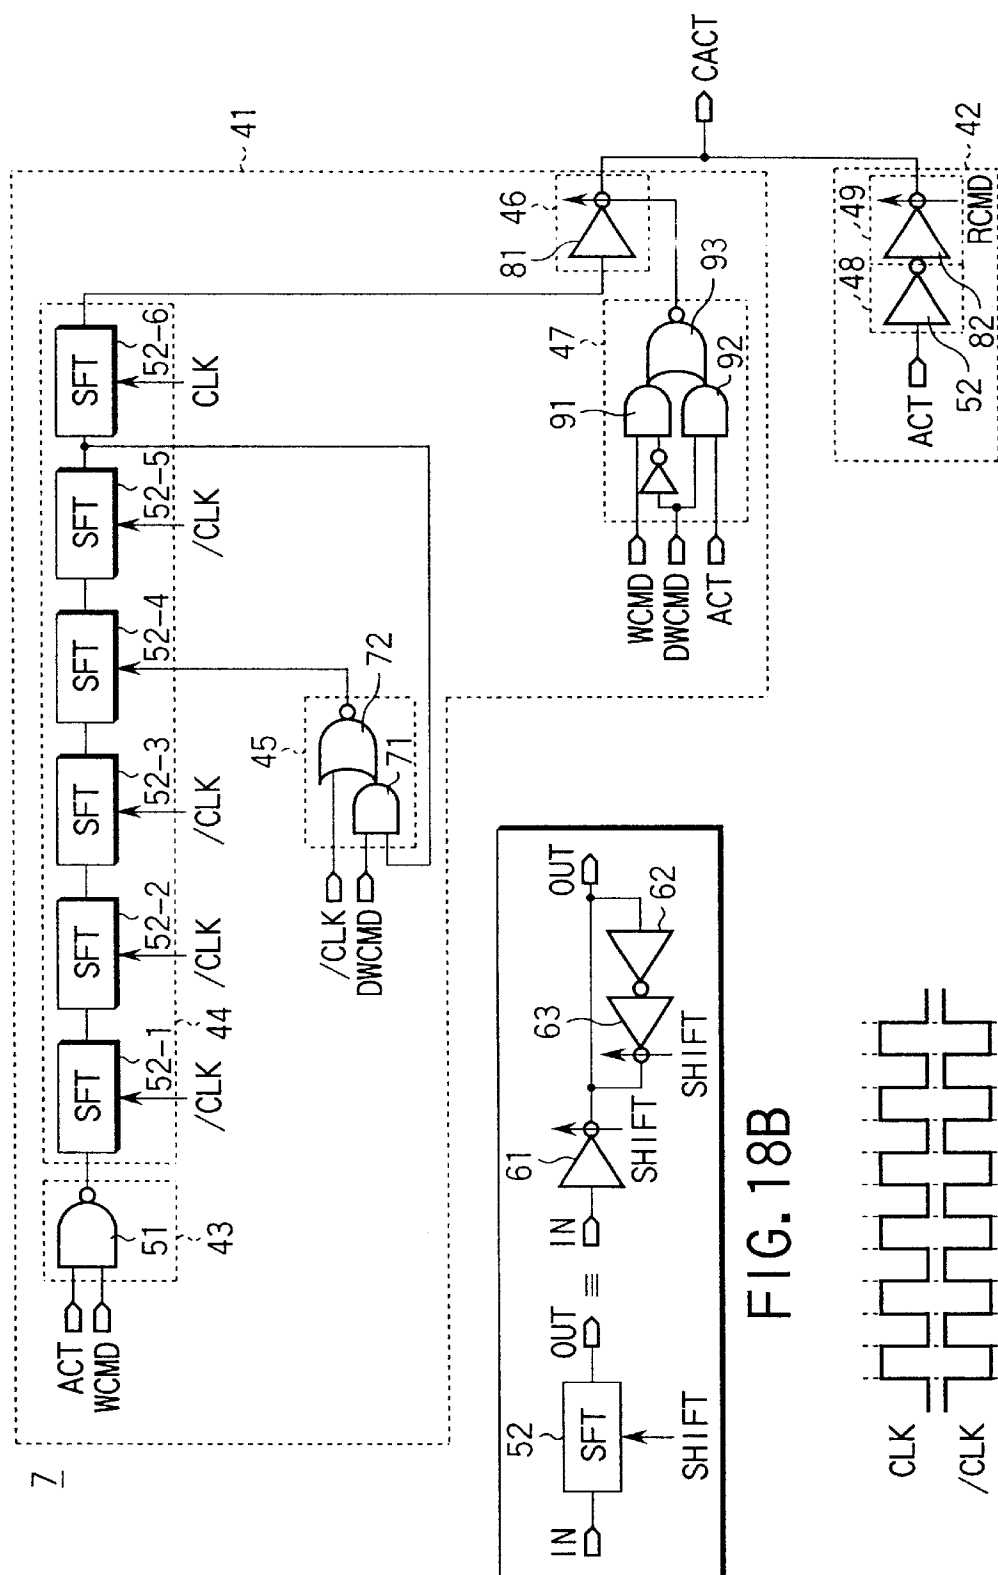 7
41
ACT
WCMD
51
43
SFT
52-1
/CLK
44
SFT
52-2
/CLK
SFT
52-3
/CLK
SFT
52-4
SFT
52-5
/CLK
SFT
52-6
CLK
/CLK
DWCMD
45
72
71
81
46
47
WCMD
DWCMD
ACT
91
92
93
CACT
42
48
49
ACT
52
82
RCMD
IN
52
SFT
SHIFT
OUT
≡
IN
61
SHIFT
63
SHIFT
62
OUT
FIG. 18B
CLK
/CLK